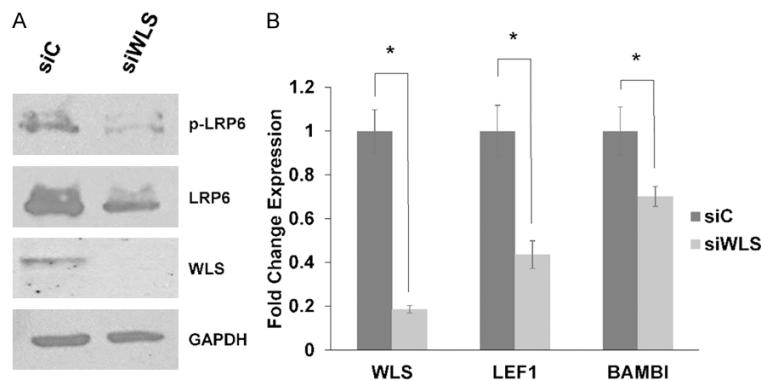 A
siC siWLS
p-LRP6
LRP6
WLS
GAPDH
B
* * *
Fold Change Expression
1.2
1
0.8
0.6
0.4
0.2
0
WLS LEF1 BAMBI
siC
siWLS